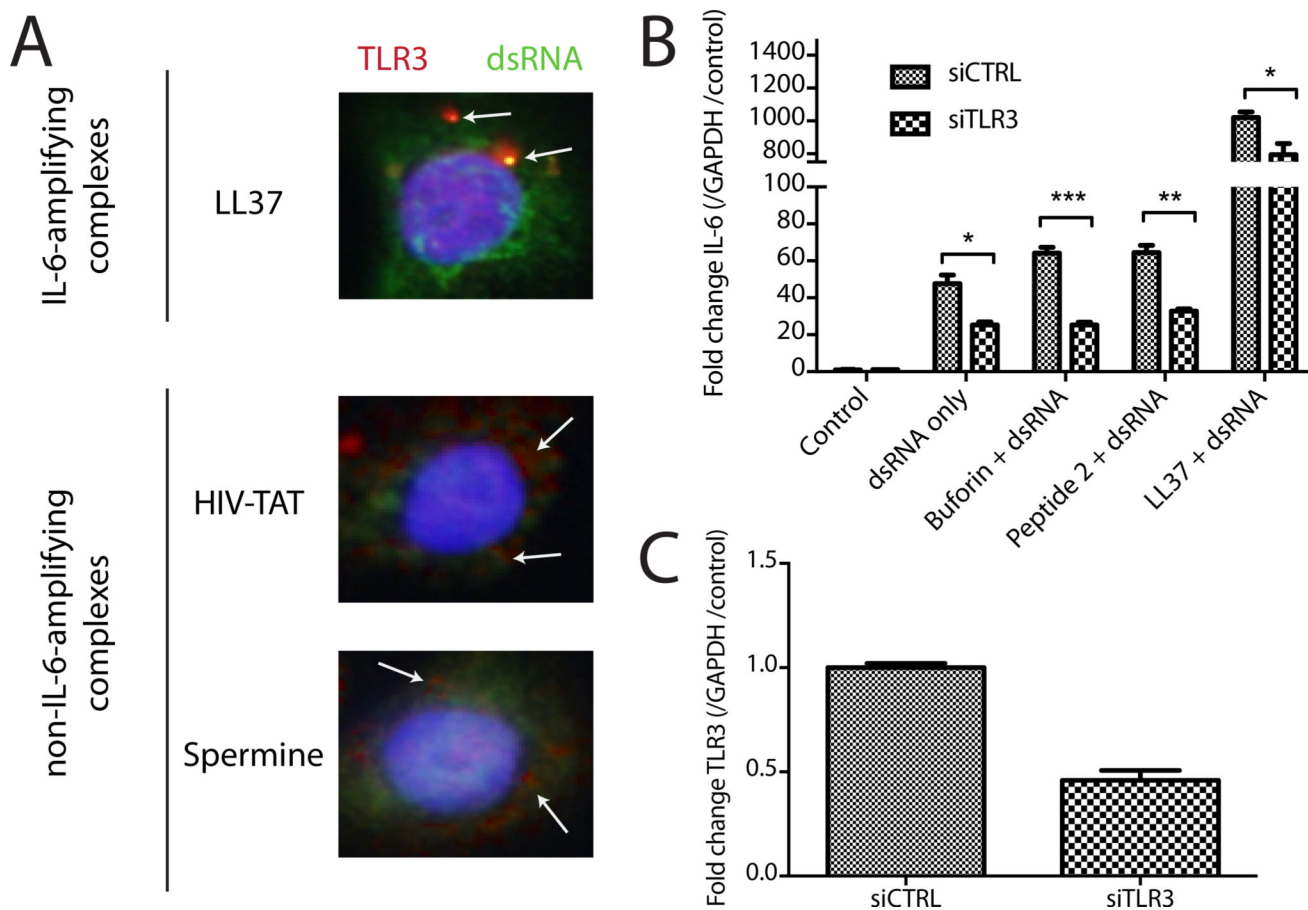 A
TLR3 dsRNA
IL-6-amplifying
complexes
LL37
non-IL-6-amplifying
complexes
HIV-TAT
Spermine
B
Fold change IL-6 (/GAPDH /control)
1400
1200
1000
800
100
80
60
40
20
0
siCTRL
siTLR3
*
***
**
*
Control
dsRNA only
Buforin + dsRNA
Peptide 2 + dsRNA
LL37 + dsRNA
C
Fold change TLR3 (/GAPDH /control)
1.5
1.0
0.5
0.0
siCTRL
siTLR3